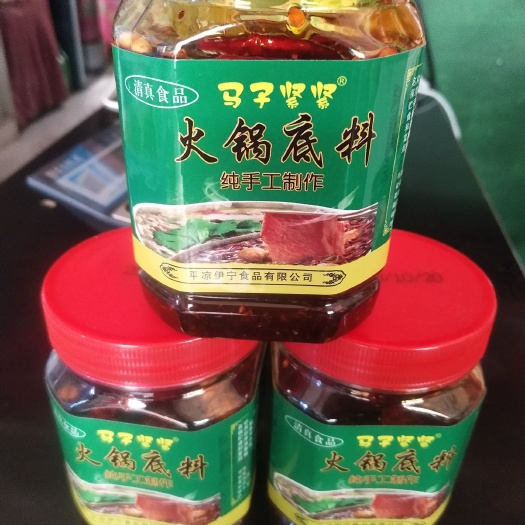 清真食品
马子紧紧®
火锅底料
纯手工制作
平凉伊宁食品有限公司
10/20
清真食品
马子紧紧®
火锅底料
纯手工制作
清真食品
马子紧紧®
火锅底料
纯手工制作